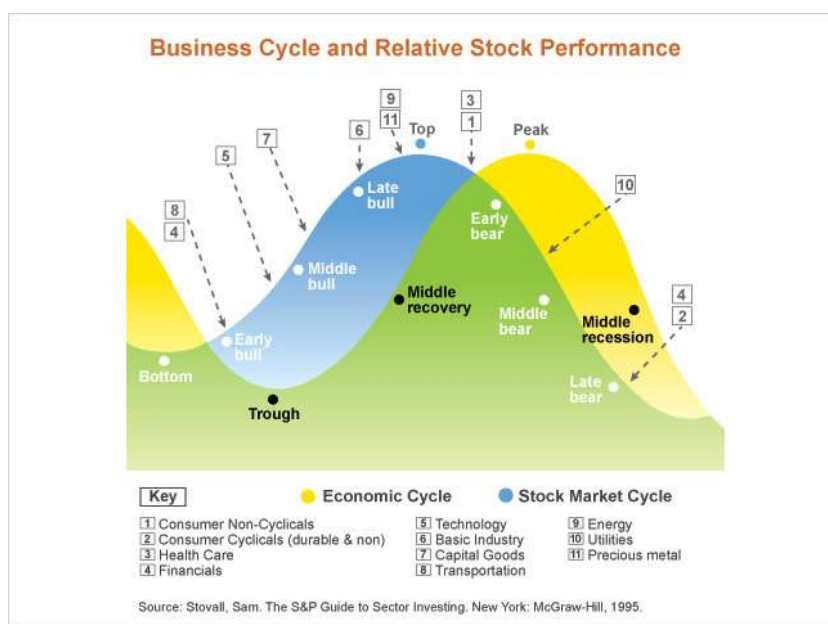 Business Cycle and Relative Stock Performance
9
11
3
1
6
Top
Peak
7
5
10
8
4
Late
bull
Early
bear
Middle
bull
Middle
recovery
Middle
bear
4
2
Middle
recession
Early
bull
Bottom
Late
bear
Trough
Key
Economic Cycle
Stock Market Cycle
1 Consumer Non-Cyclicals
2 Consumer Cyclicals (durable & non)
3 Health Care
4 Financials
5 Technology
6 Basic Industry
7 Capital Goods
8 Transportation
9 Energy
10 Utilities
11 Precious metal
Source: Stovall, Sam. The S&P Guide to Sector Investing. New York: McGraw-Hill, 1995.